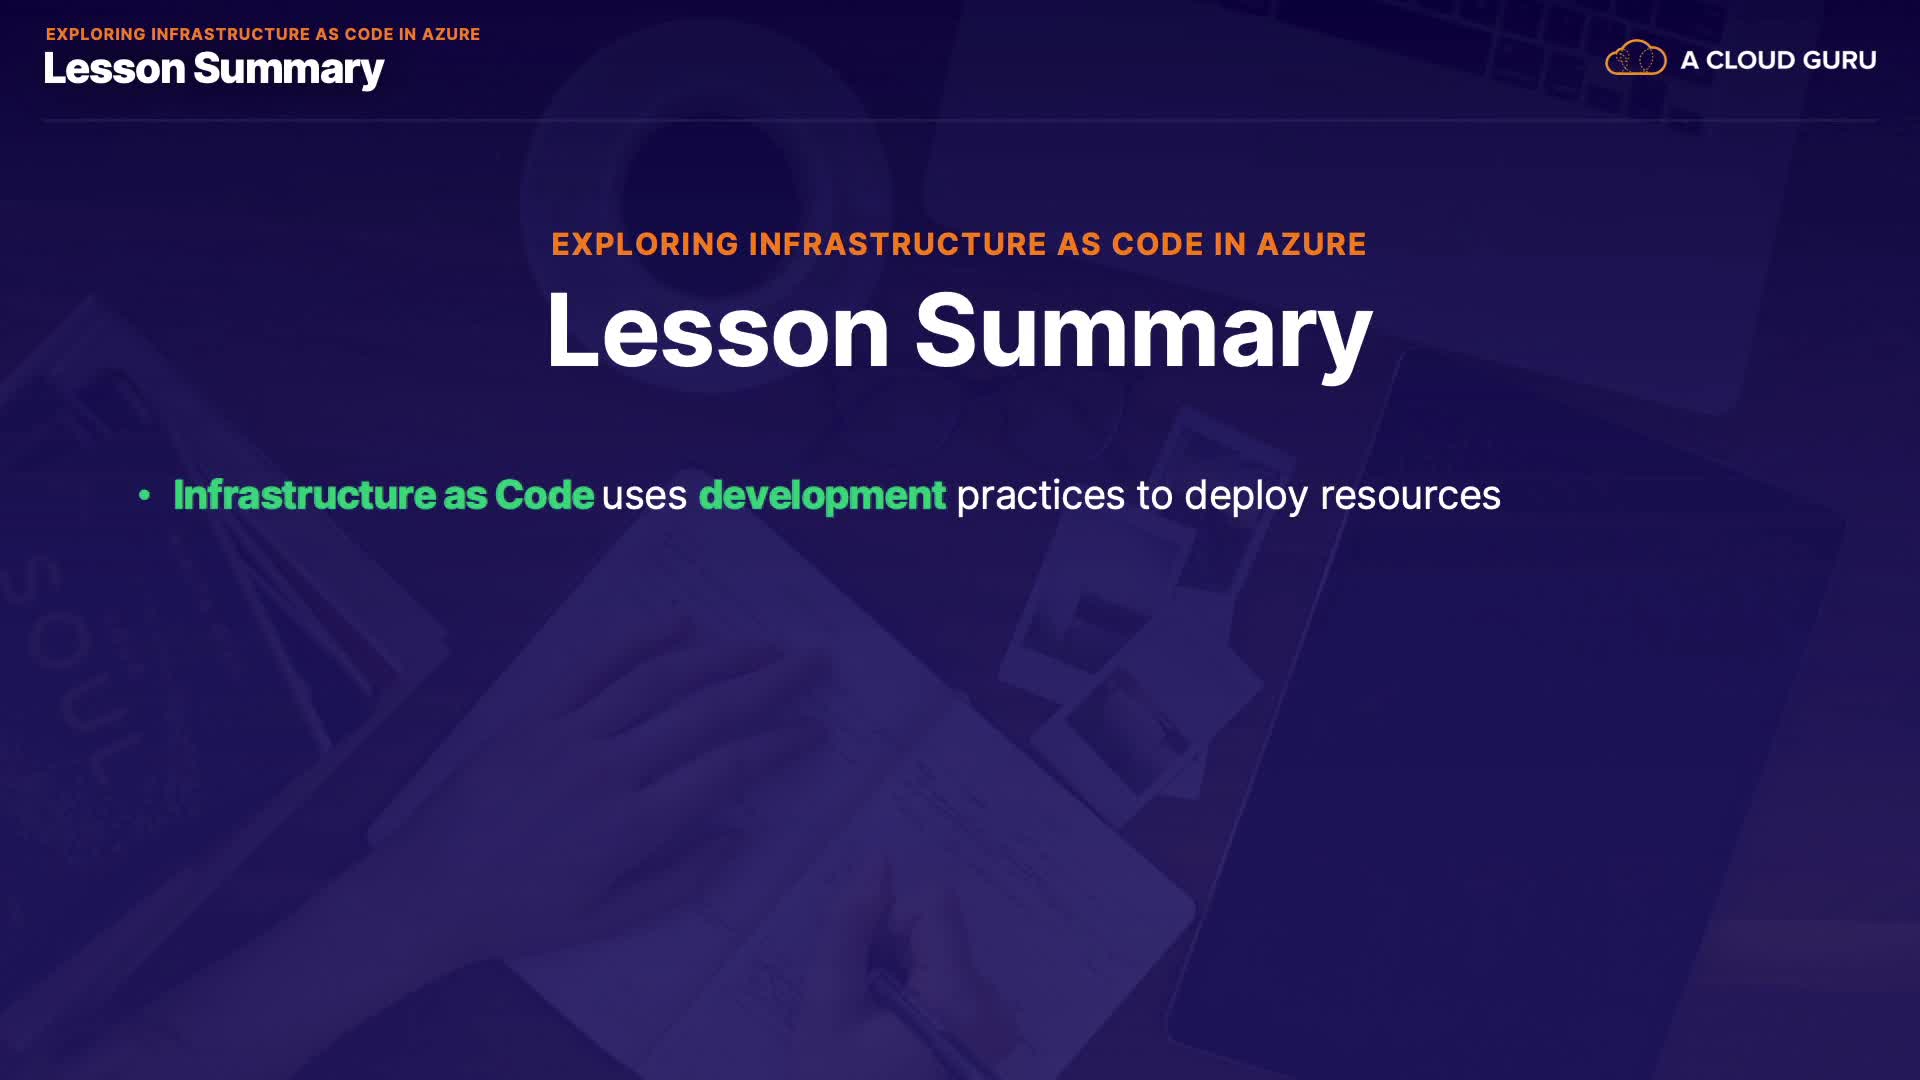 EXPLORING INFRASTRUCTURE AS CODE IN AZURE
Lesson Summary
A CLOUD GURU
EXPLORING INFRASTRUCTURE AS CODE IN AZURE
Lesson Summary
• Infrastructure as Code uses development practices to deploy resources
SOUL